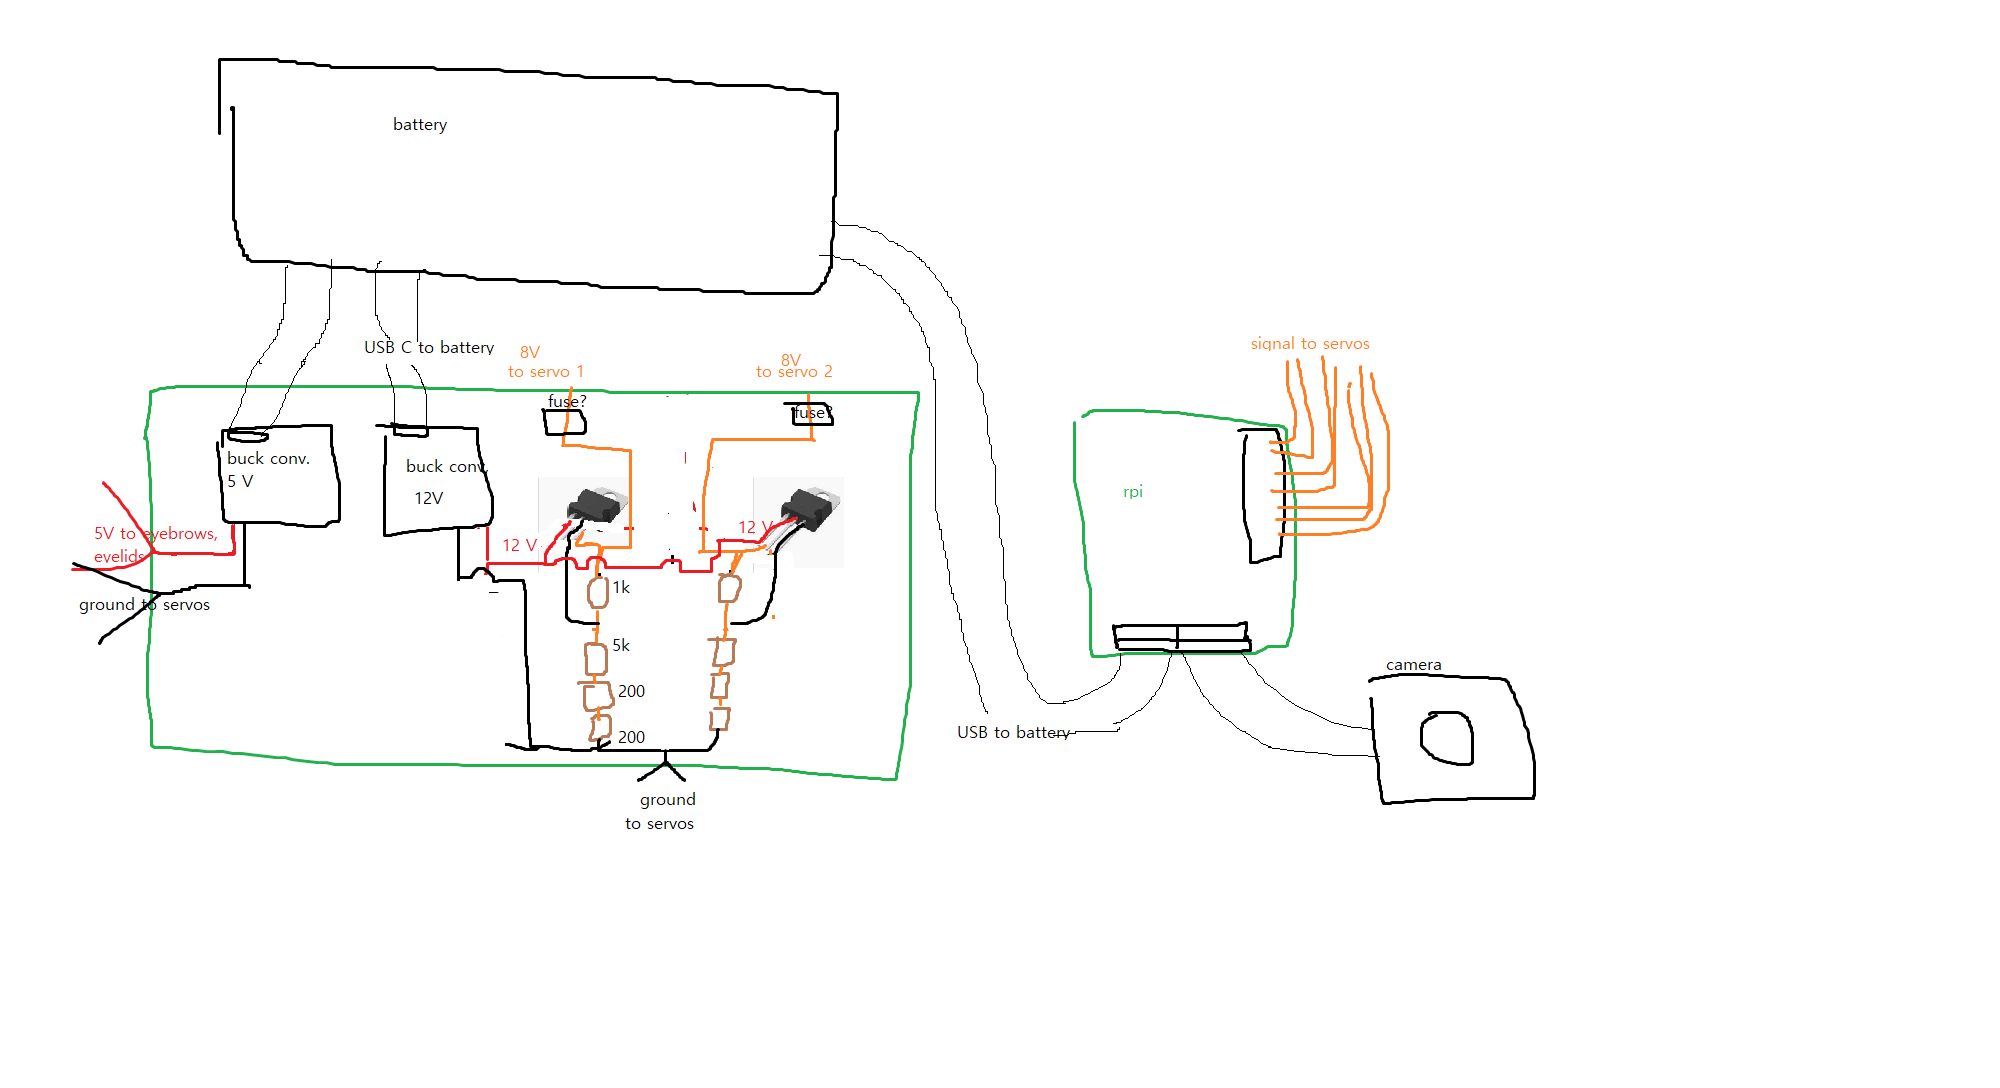 battery
USB C to battery
8V
to servo 1
8V
to servo 2
signal to servos
fuse?
fuse?
buck conv.
5 V
buck conv.
12V
rpi
5V to eyebrows,
eyelids
12 V
12 V
ground to servos
1k
5k
200
200
USB to battery
camera
ground
to servos